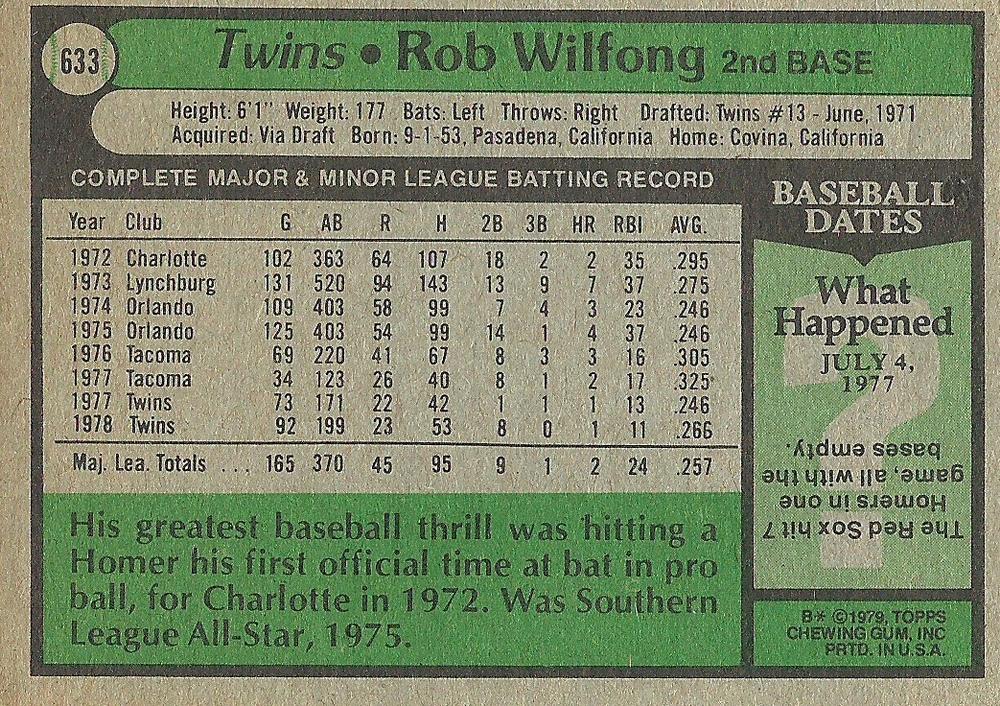 633
Twins • Rob Wilfong 2nd BASE
Height: 6'1" Weight: 177 Bats: Left Throws: Right Drafted: Twins #13 - June, 1971
Acquired: Via Draft Born: 9-1-53, Pasadena, California Home: Covina, California
COMPLETE MAJOR & MINOR LEAGUE BATTING RECORD
Year Club G AB R H 2B 3B HR RBI AVG.
1972 Charlotte 102 363 64 107 18 2 2 35 .295
1973 Lynchburg 131 520 94 143 13 9 7 37 .275
1974 Orlando 109 403 58 99 7 4 3 23 .246
1975 Orlando 125 403 54 99 14 1 4 37 .246
1976 Tacoma 69 220 41 67 8 3 3 16 .305
1977 Tacoma 34 123 26 40 8 1 2 17 .325
1977 Twins 73 171 22 42 1 1 1 13 .246
1978 Twins 92 199 23 53 8 0 1 11 .266
Maj. Lea. Totals ... 165 370 45 95 9 1 2 24 .257
His greatest baseball thrill was hitting a
Homer his first official time at bat in pro
ball, for Charlotte in 1972. Was Southern
League All-Star, 1975.
BASEBALL
DATES
What
Happened
JULY 4,
1977
The Red Sox hit 7
Homers in one
game, all with the
bases empty.
B* ©1979, TOPPS
CHEWING GUM, INC
PRTD. IN U.S.A.